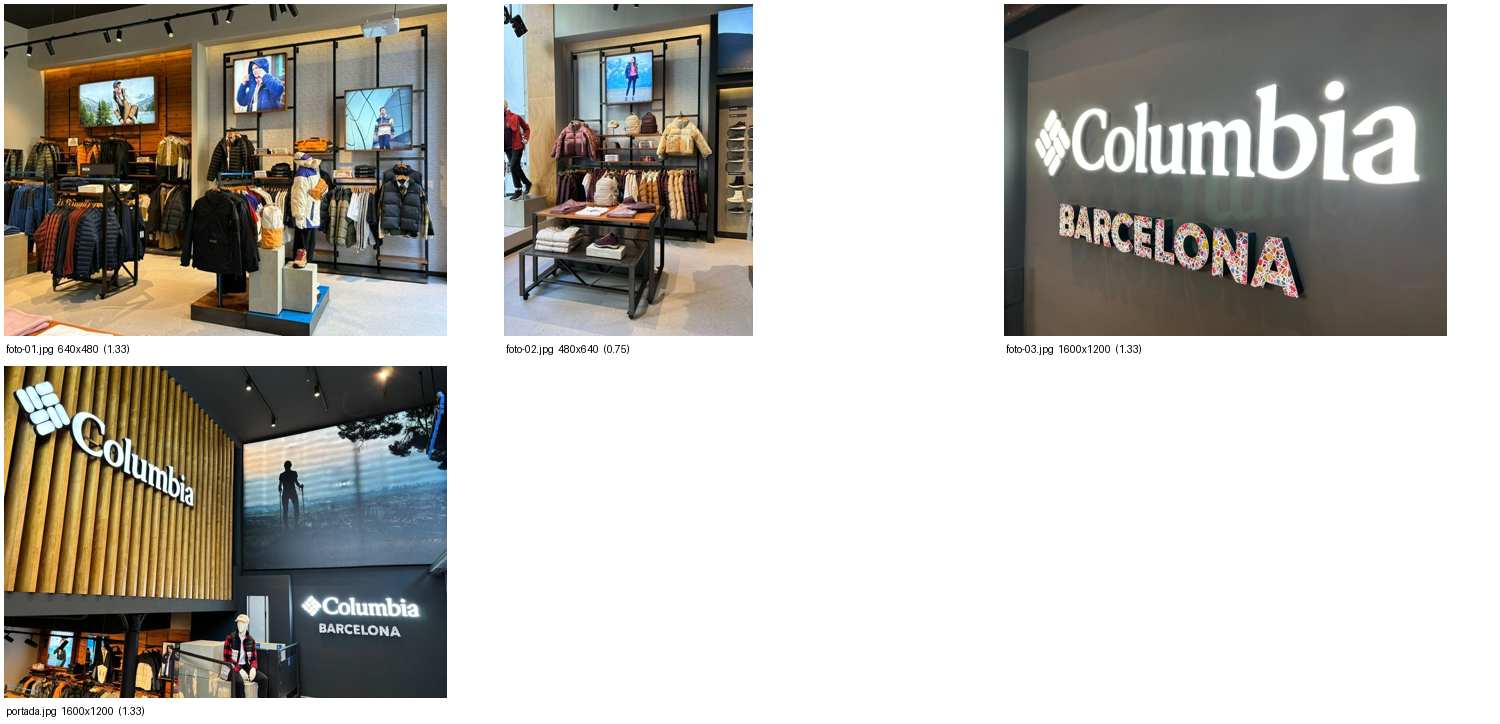 Columbia
BARCELONA
foto-01.jpg 640x480 (1.33)
foto-02.jpg 480x640 (0.75)
foto-03.jpg 1600x1200 (1.33)
Columbia
Columbia
BARCELONA
portada.jpg 1600x1200 (1.33)